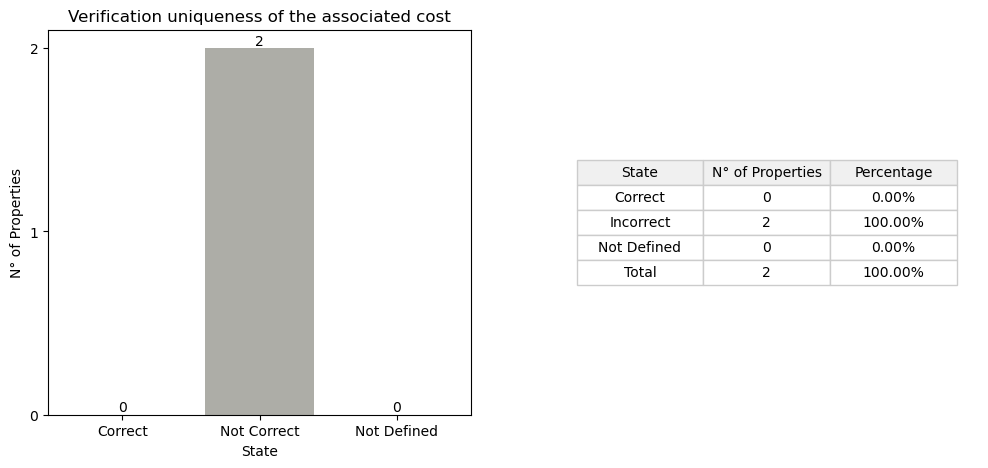 Verification uniqueness of the associated cost
N° of Properties
2
1
0
0
2
0
Correct
Not Correct
Not Defined
State
State N° of Properties Percentage
Correct 0 0.00%
Incorrect 2 100.00%
Not Defined 0 0.00%
Total 2 100.00%